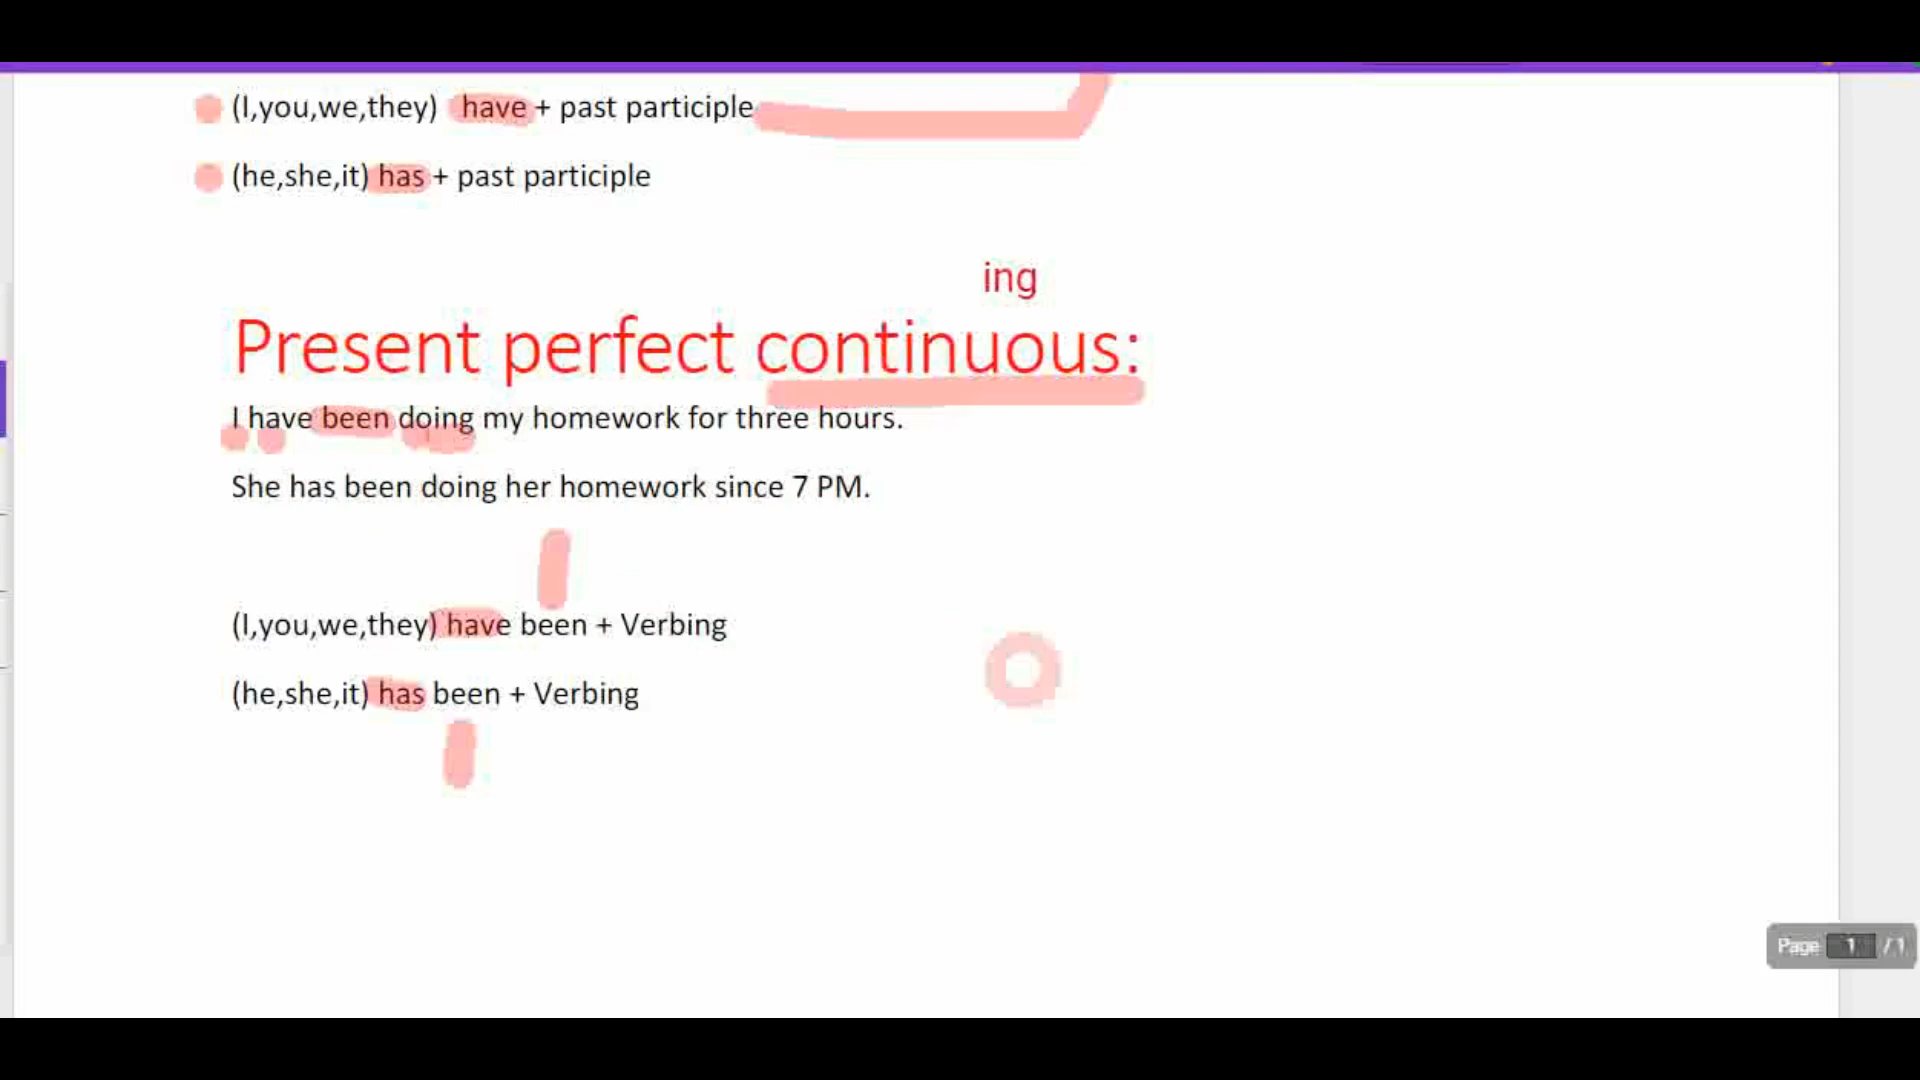 (I,you,we,they) have + past participle
(he,she,it) has + past participle
ing
Present perfect continuous:
I have been doing my homework for three hours.
She has been doing her homework since 7 PM.
(I,you,we,they) have been + Verbing
(he,she,it) has been + Verbing
Page 1 / 1